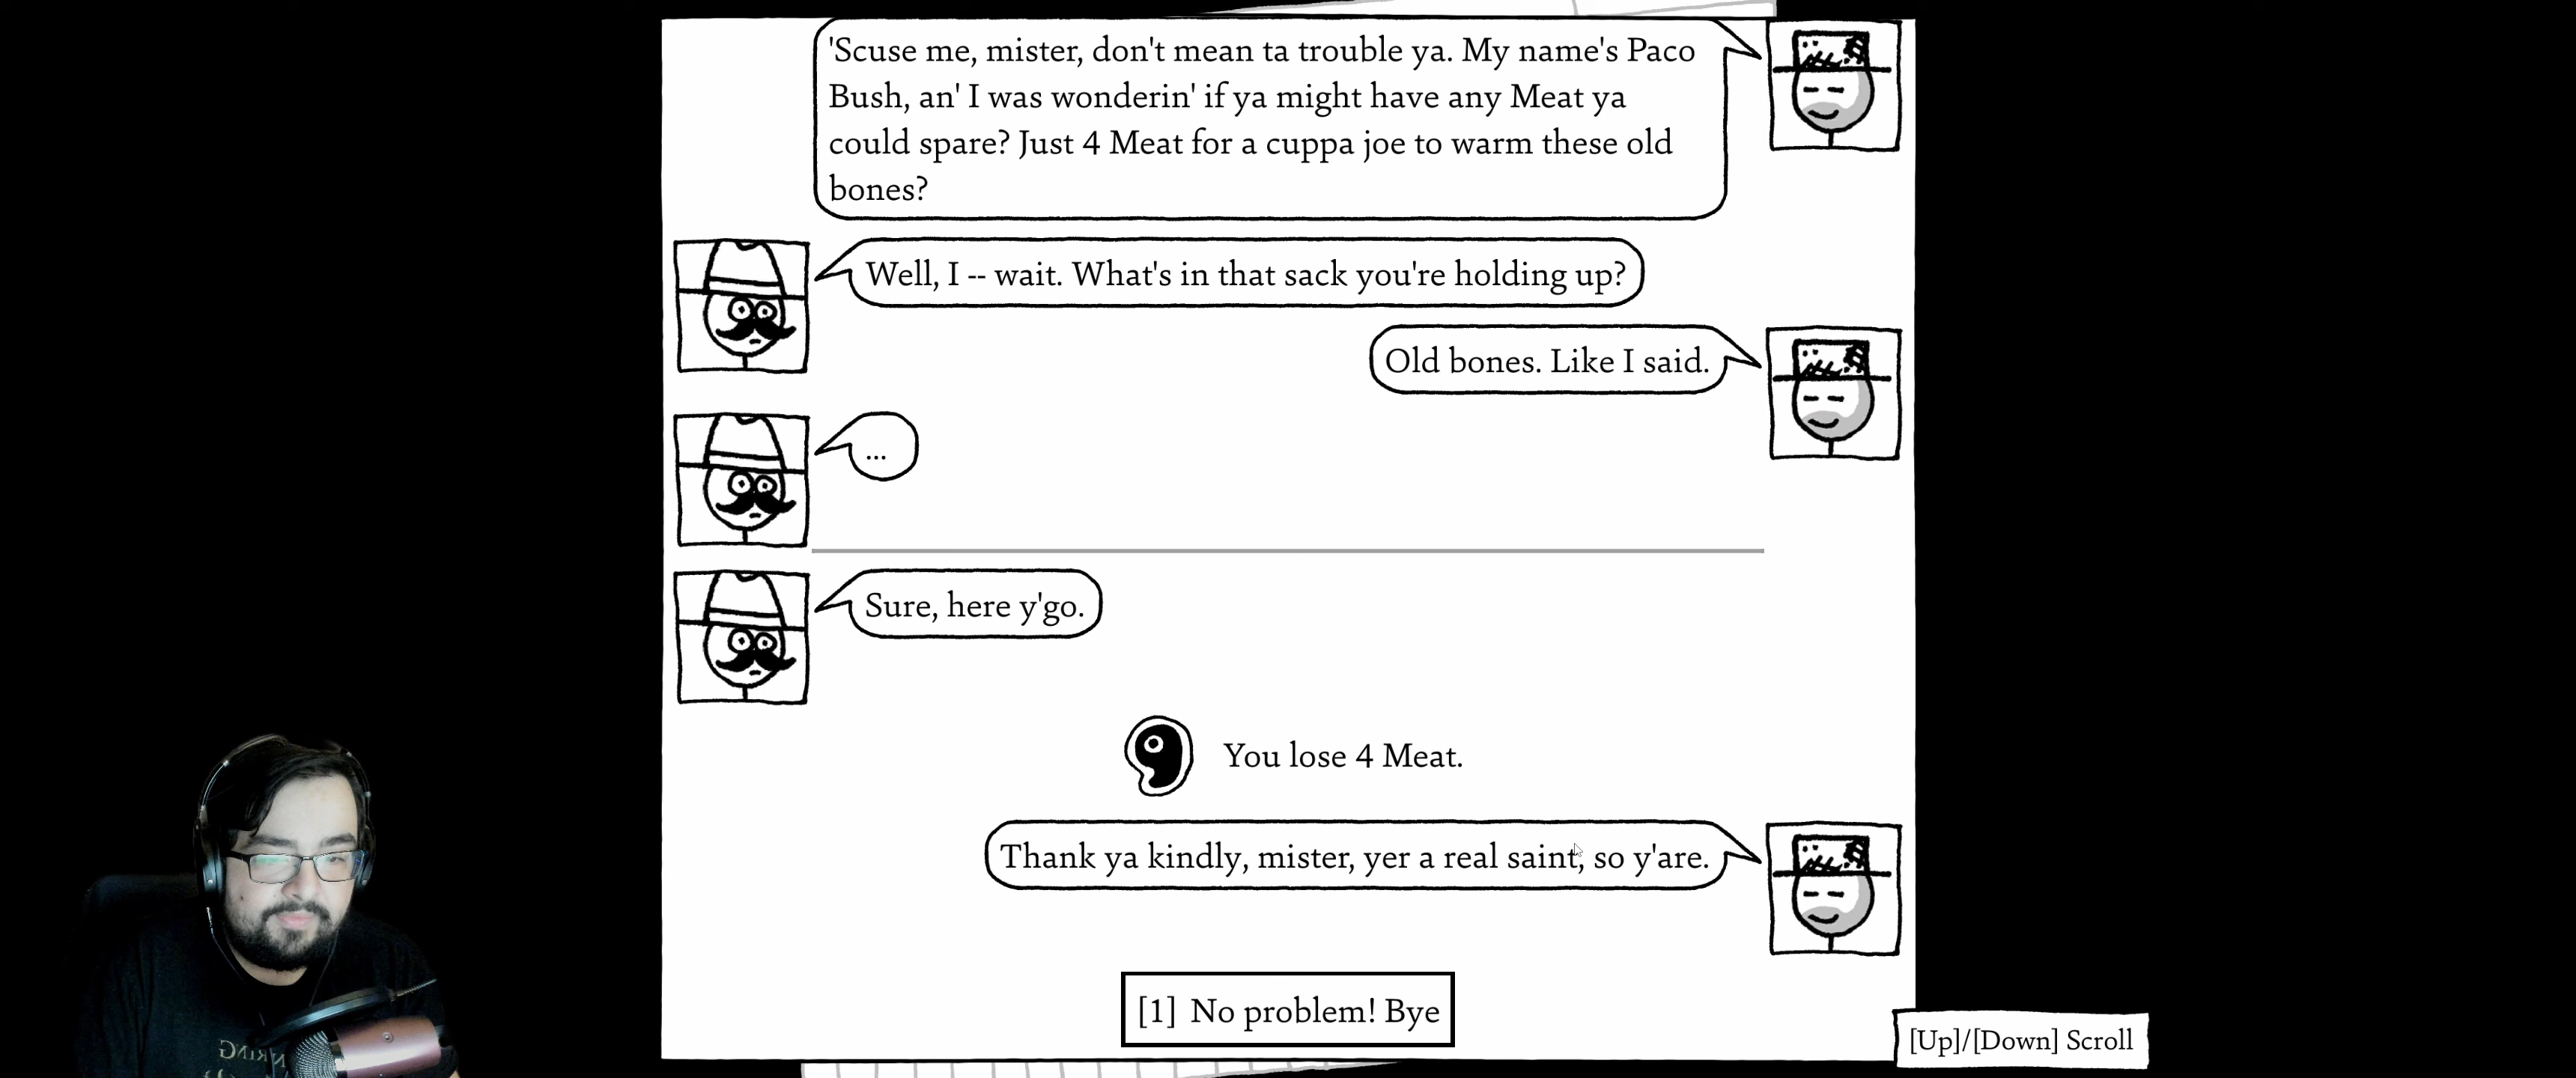 'Scuse me, mister, don't mean ta trouble ya. My name's Paco
Bush, an' I was wonderin' if ya might have any Meat ya
could spare? Just 4 Meat for a cuppa joe to warm these old
bones?
Well, I -- wait. What's in that sack you're holding up?
Old bones. Like I said.
...
Sure, here y'go.
You lose 4 Meat.
Thank ya kindly, mister, yer a real saint, so y'are.
[1] No problem! Bye
[Up]/[Down] Scroll